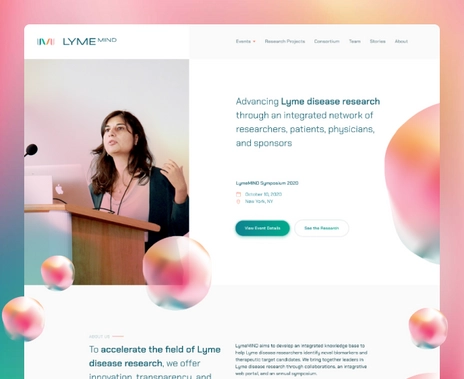 LYME MIND
Events
Research Projects
Consortium
Team
Stories
About
Advancing Lyme disease research
through an integrated network of
researchers, patients, physicians,
and sponsors
LymeMIND Symposium 2020
October 10, 2020
New York, NY
View Event Details
See the Research
ABOUT US
To accelerate the field of Lyme
disease research, we offer
innovation, transparency, and
LymeMIND aims to develop an integrated knowledge base to
help Lyme disease researchers identify novel biomarkers and
therapeutic target candidates. We bring together leaders in
Lyme disease research through collaborations, an integrative
web portal, and an annual symposium.